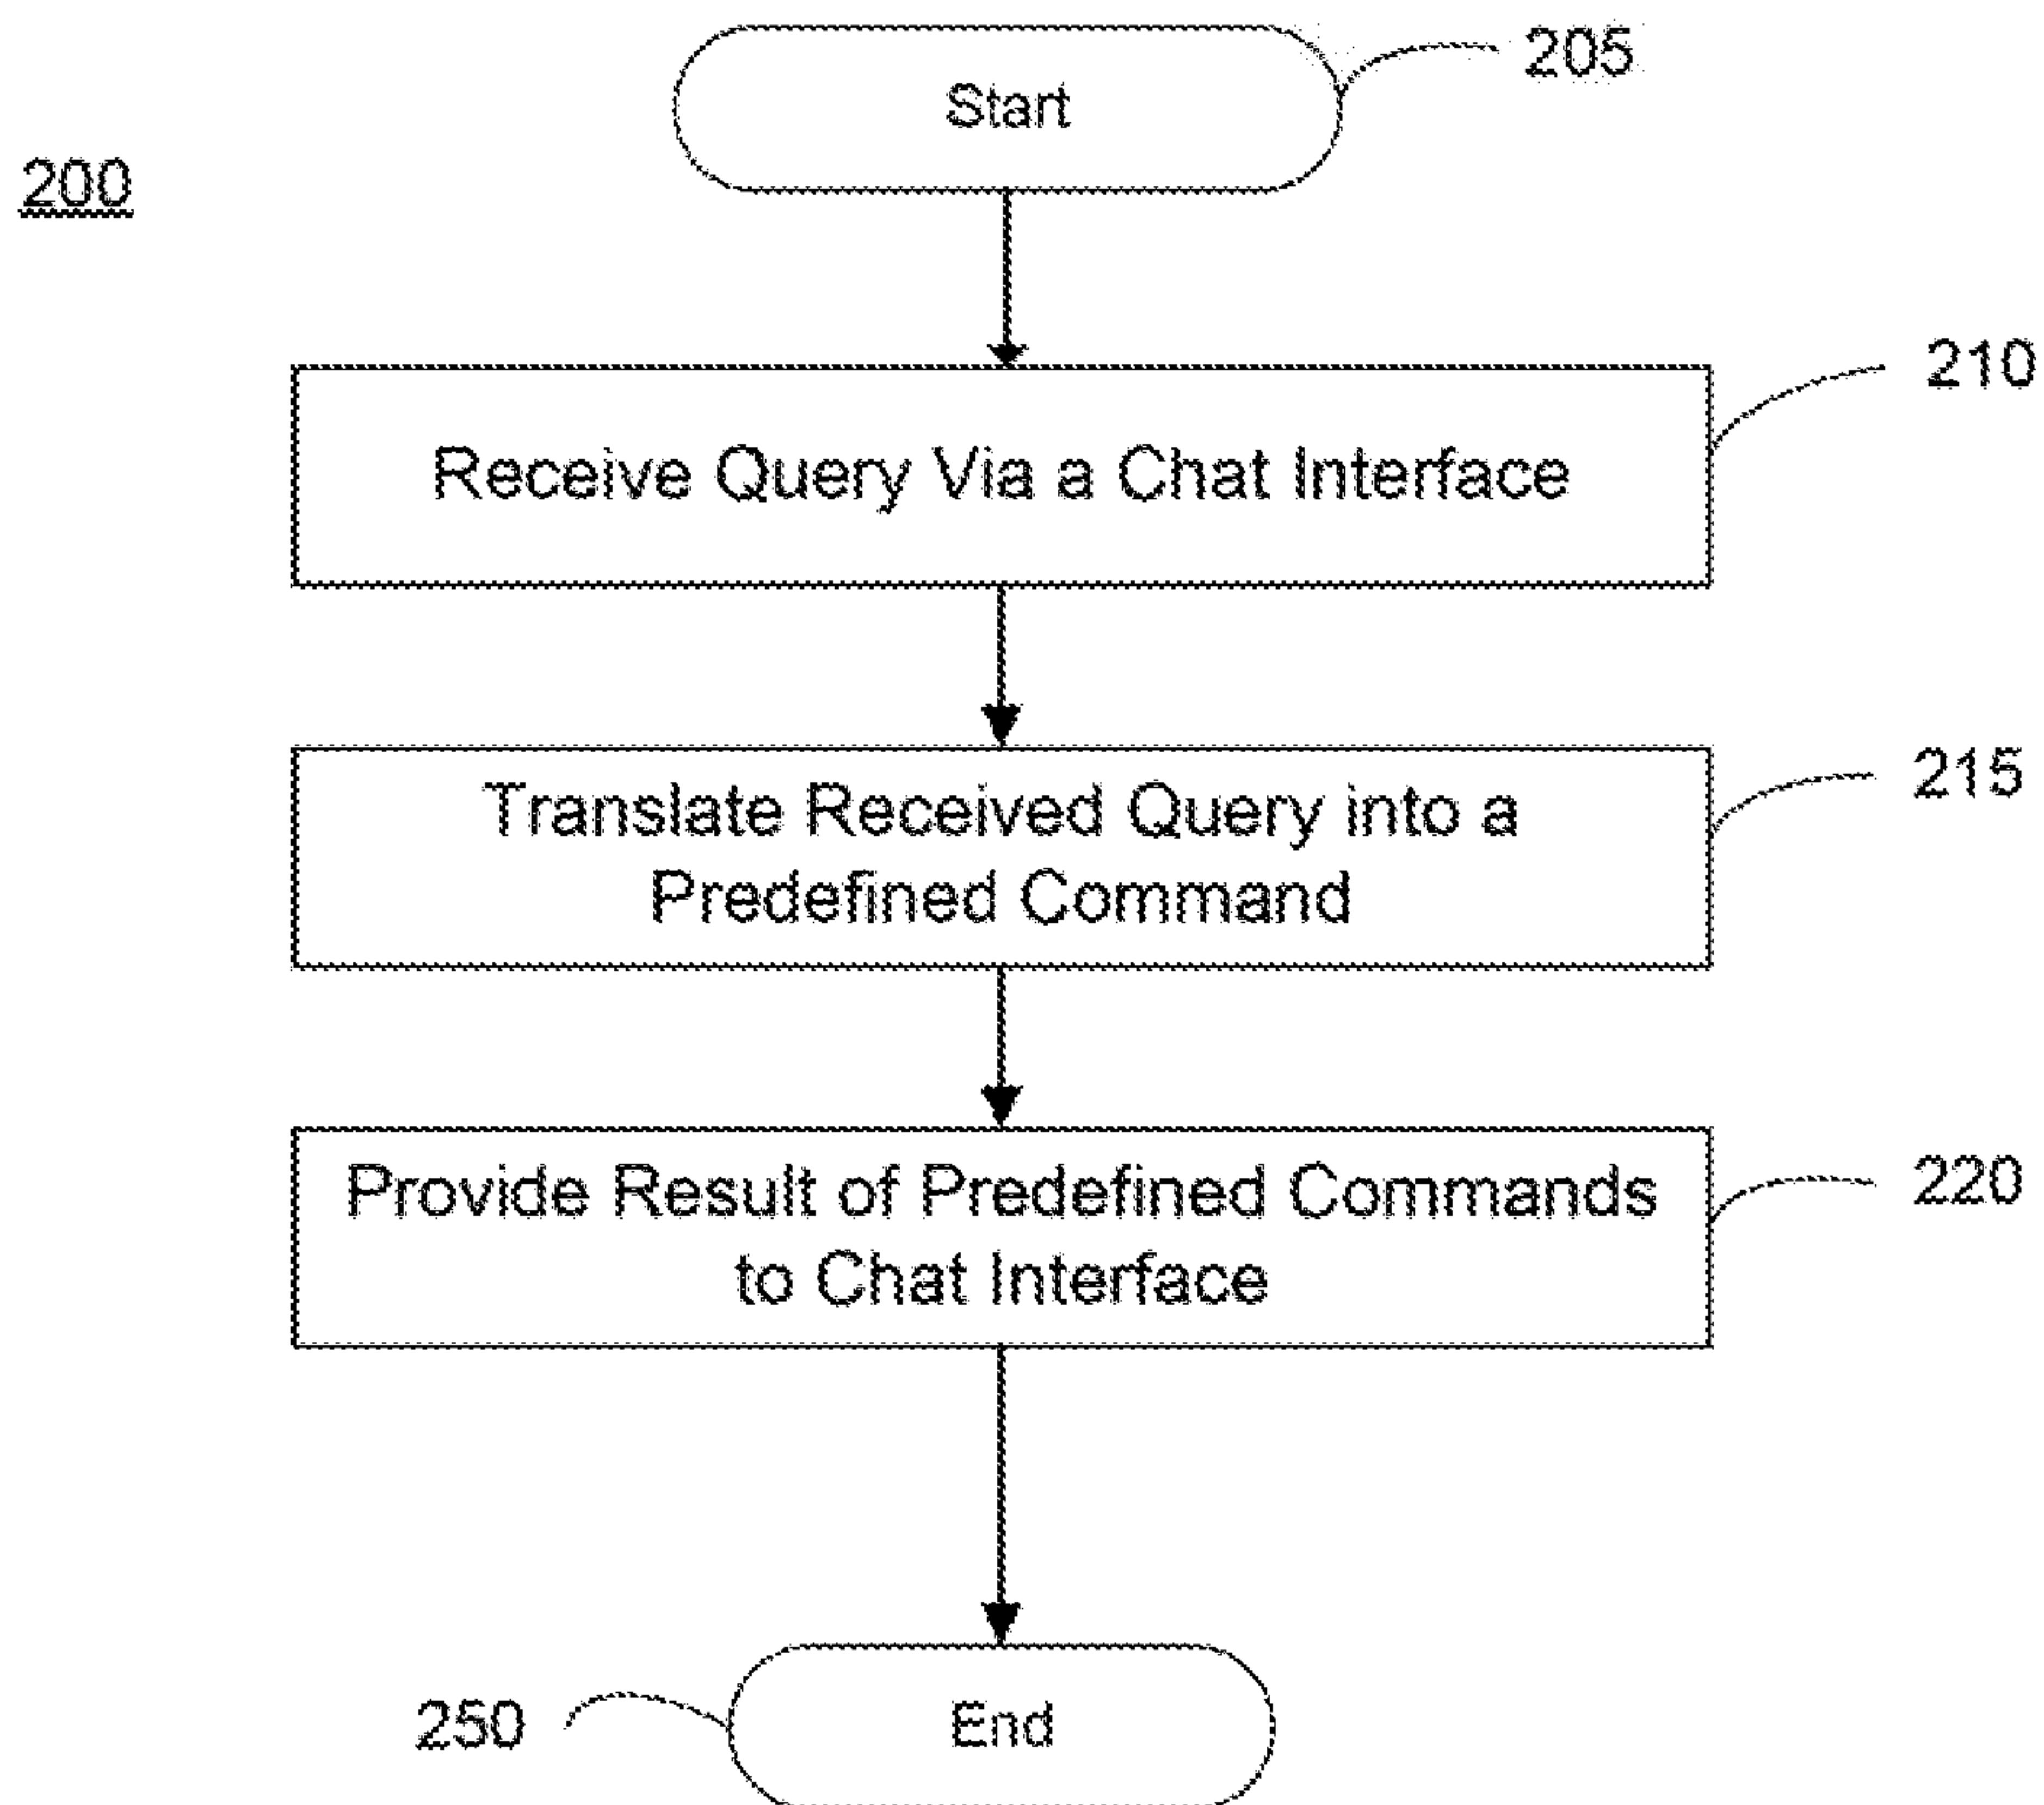 205
Start
200
210
Receive Query Via a Chat Interface
215
Translate Received Query into a
Predefined Command
220
Provide Result of Predefined Commands
to Chat Interface
250
End